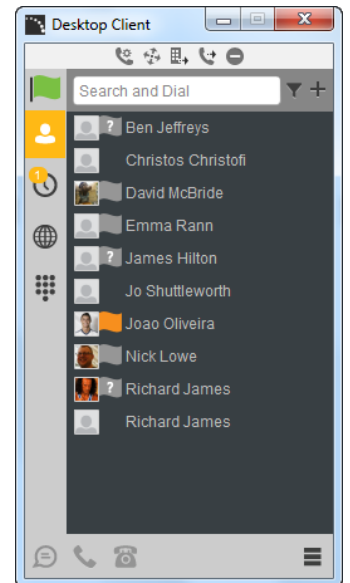 Desktop Client
Search and Dial
? Ben Jeffreys
Christos Christofi
1
David McBride
Emma Rann
? James Hilton
Jo Shuttleworth
Joao Oliveira
Nick Lowe
? Richard James
Richard James